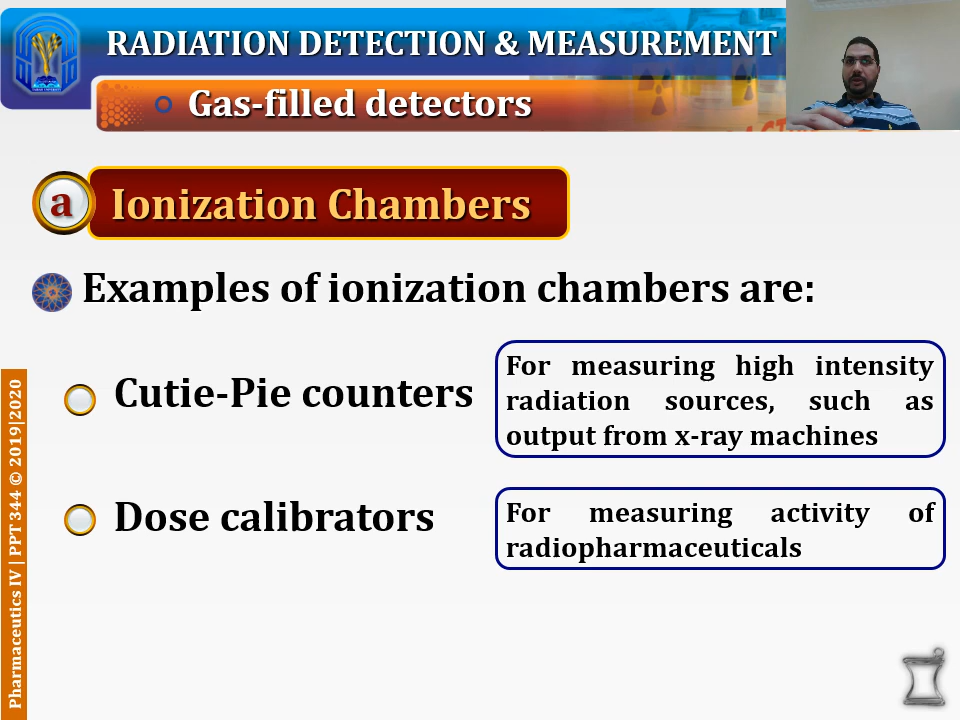 RADIATION DETECTION & MEASUREMENT
Gas-filled detectors
a
Ionization Chambers
Examples of ionization chambers are:
Cutie-Pie counters
For measuring high intensity
radiation sources, such as
output from x-ray machines
Dose calibrators
For measuring activity of
radiopharmaceuticals
Pharmaceutics IV | PPT 344 © 2019|2020